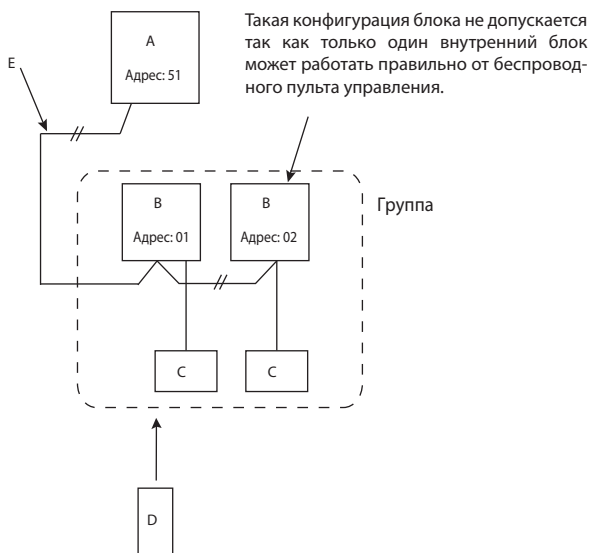 Такая конфигурация блока не допускается
так как только один внутренний блок
может работать правильно от беспровод-
ного пульта управления.
A
Адрес: 51
E
B
Адрес: 01
B
Адрес: 02
Группа
C
C
D